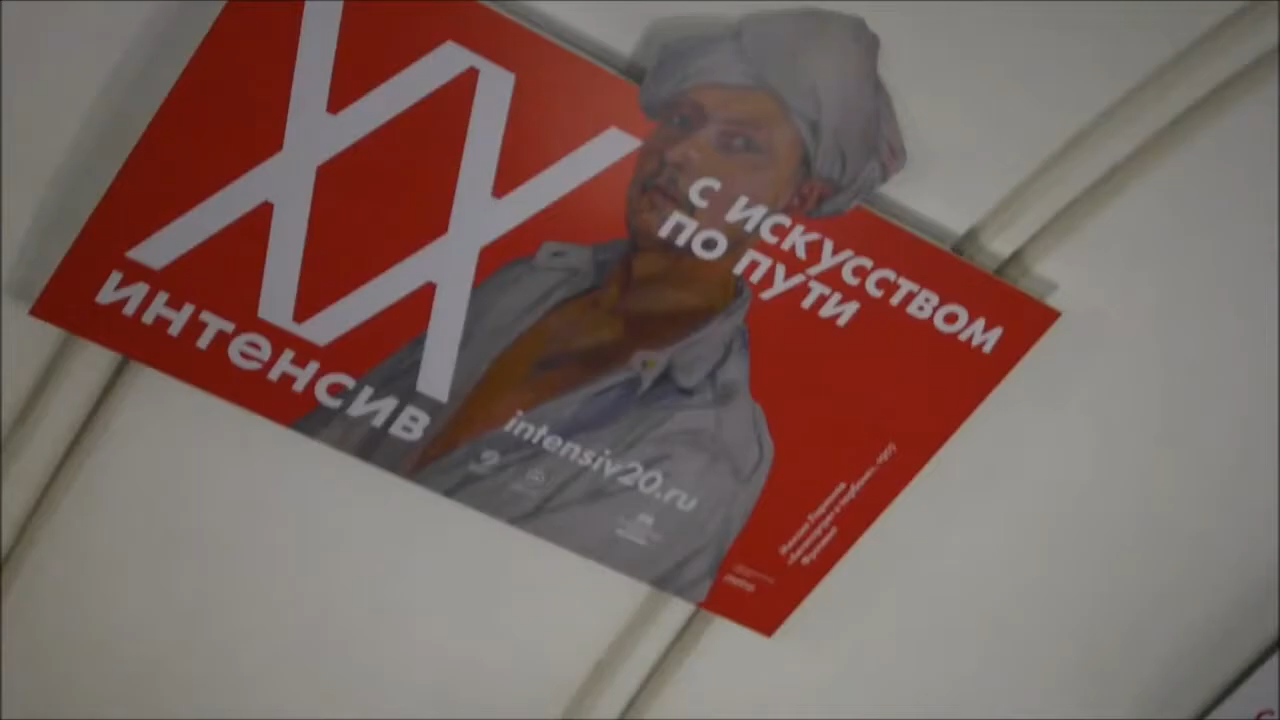 XX
интенсив
С ИСКУССТВОМ
ПО ПУТИ
intensiv20.ru